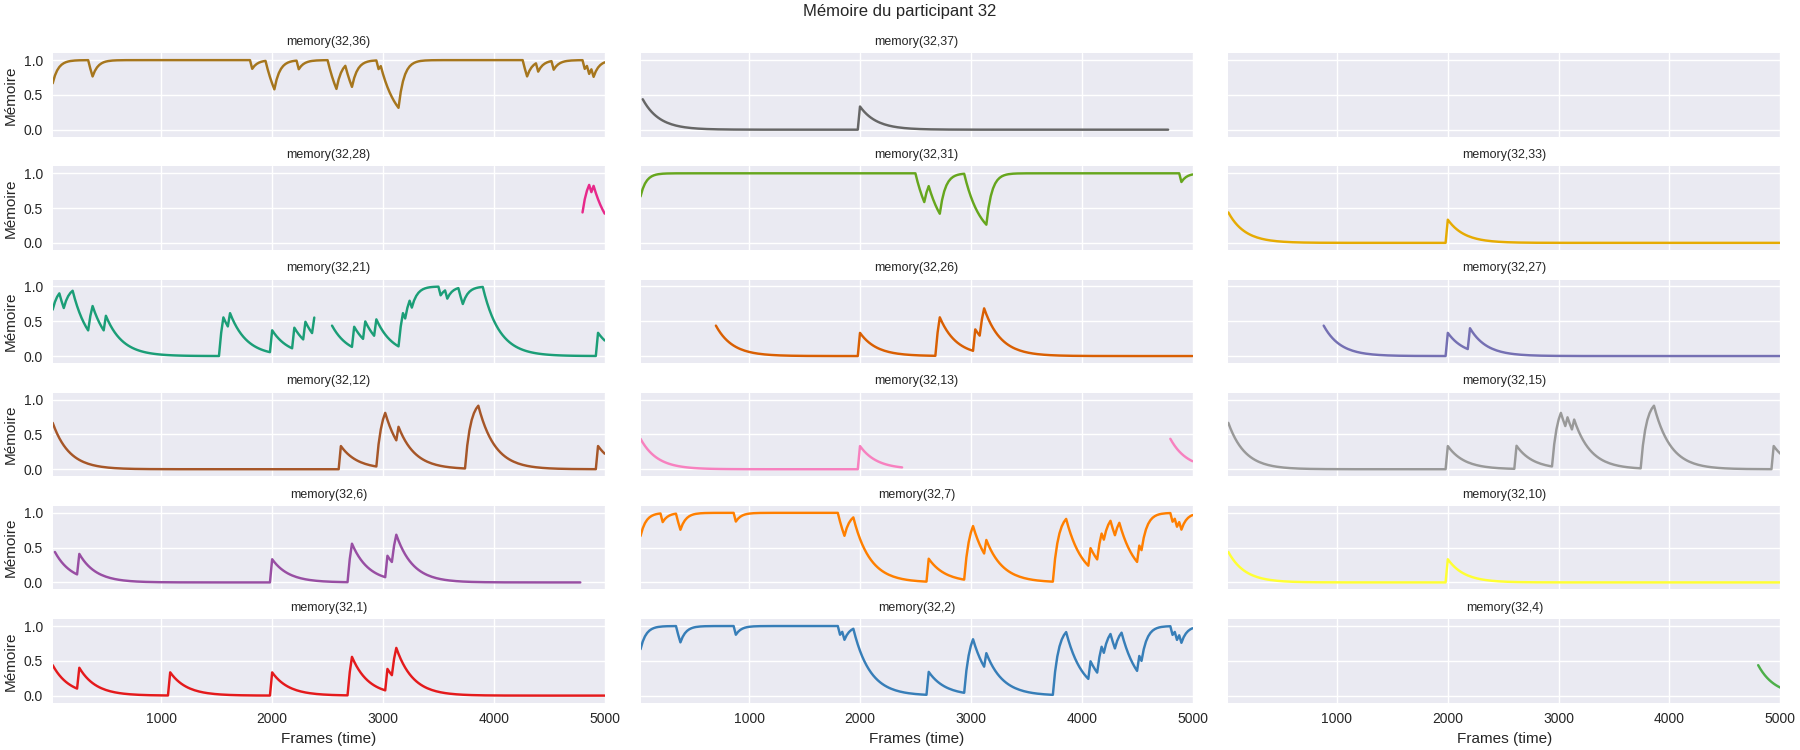 Mémoire du participant 32
memory(32,36)
memory(32,37)
Mémoire
1.0
0.5
0.0
memory(32,28)
memory(32,31)
memory(32,33)
Mémoire
1.0
0.5
0.0
memory(32,21)
memory(32,26)
memory(32,27)
Mémoire
1.0
0.5
0.0
memory(32,12)
memory(32,13)
memory(32,15)
Mémoire
1.0
0.5
0.0
memory(32,6)
memory(32,7)
memory(32,10)
Mémoire
1.0
0.5
0.0
memory(32,1)
memory(32,2)
memory(32,4)
Mémoire
1.0
0.5
0.0
1000 2000 3000 4000 5000
1000 2000 3000 4000 5000
1000 2000 3000 4000 5000
Frames (time)
Frames (time)
Frames (time)